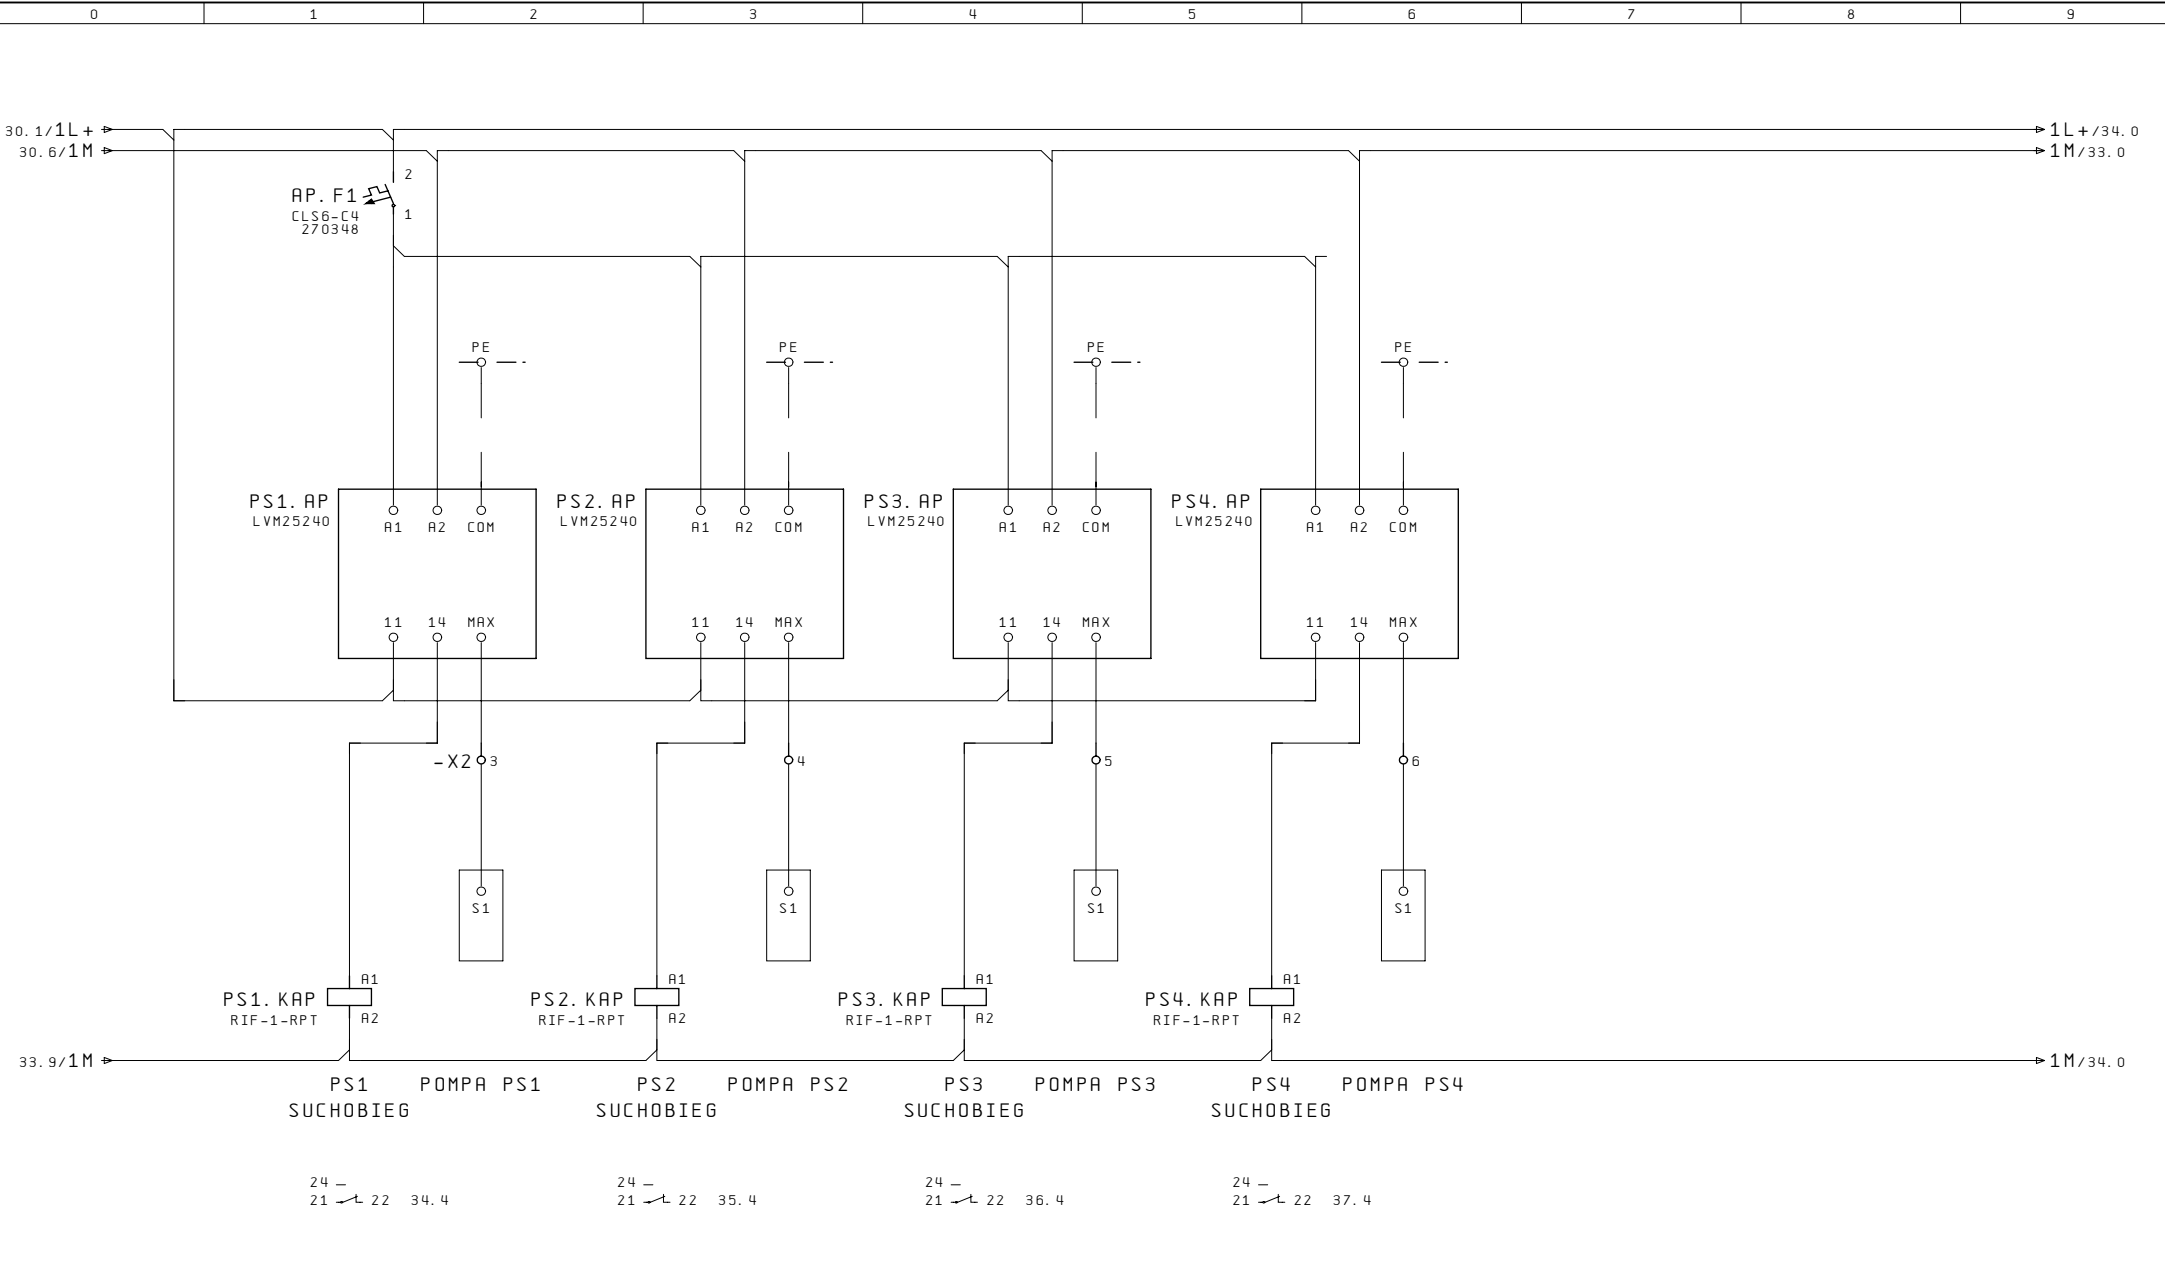 0 1 2 3 4 5 6 7 8 9
30.1/1L+ 1L+/34.0
30.6/1M 1M/33.0
2
AP.F1
1
CLS6-C4
270348
PE PE PE PE
PS1.AP PS2.AP PS3.AP PS4.AP
LVM25240 LVM25240 LVM25240 LVM25240
A1 A2 COM A1 A2 COM A1 A2 COM A1 A2 COM
11 14 MAX 11 14 MAX 11 14 MAX 11 14 MAX
-X2 3 4 5 6
S1 S1 S1 S1
A1 A1 A1 A1
PS1.KAP PS2.KAP PS3.KAP PS4.KAP
RIF-1-RPT A2 RIF-1-RPT A2 RIF-1-RPT A2 RIF-1-RPT A2
33.9/1M 1M/34.0
PS1 POMPA PS1 PS2 POMPA PS2 PS3 POMPA PS3 PS4 POMPA PS4
SUCHOBIEG SUCHOBIEG SUCHOBIEG SUCHOBIEG
24 24 24 24
21 22 34.4 21 22 35.4 21 22 36.4 21 22 37.4